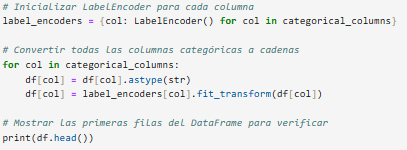 # Inicializar LabelEncoder para cada columna
label_encoders = {col: LabelEncoder() for col in categorical_columns}
# Convertir todas las columnas categóricas a cadenas
for col in categorical_columns:
    df[col] = df[col].astype(str)
    df[col] = label_encoders[col].fit_transform(df[col])
# Mostrar las primeras filas del DataFrame para verificar
print(df.head())